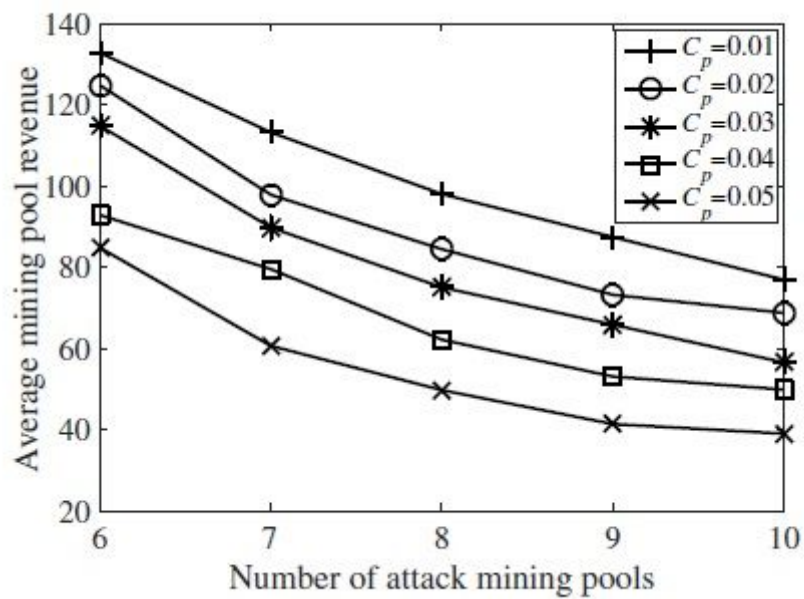 140
120
100
80
60
40
20
6
7
8
9
10
Average mining pool revenue
Number of attack mining pools
C_p=0.01
C_p=0.02
C_p=0.03
C_p=0.04
C_p=0.05